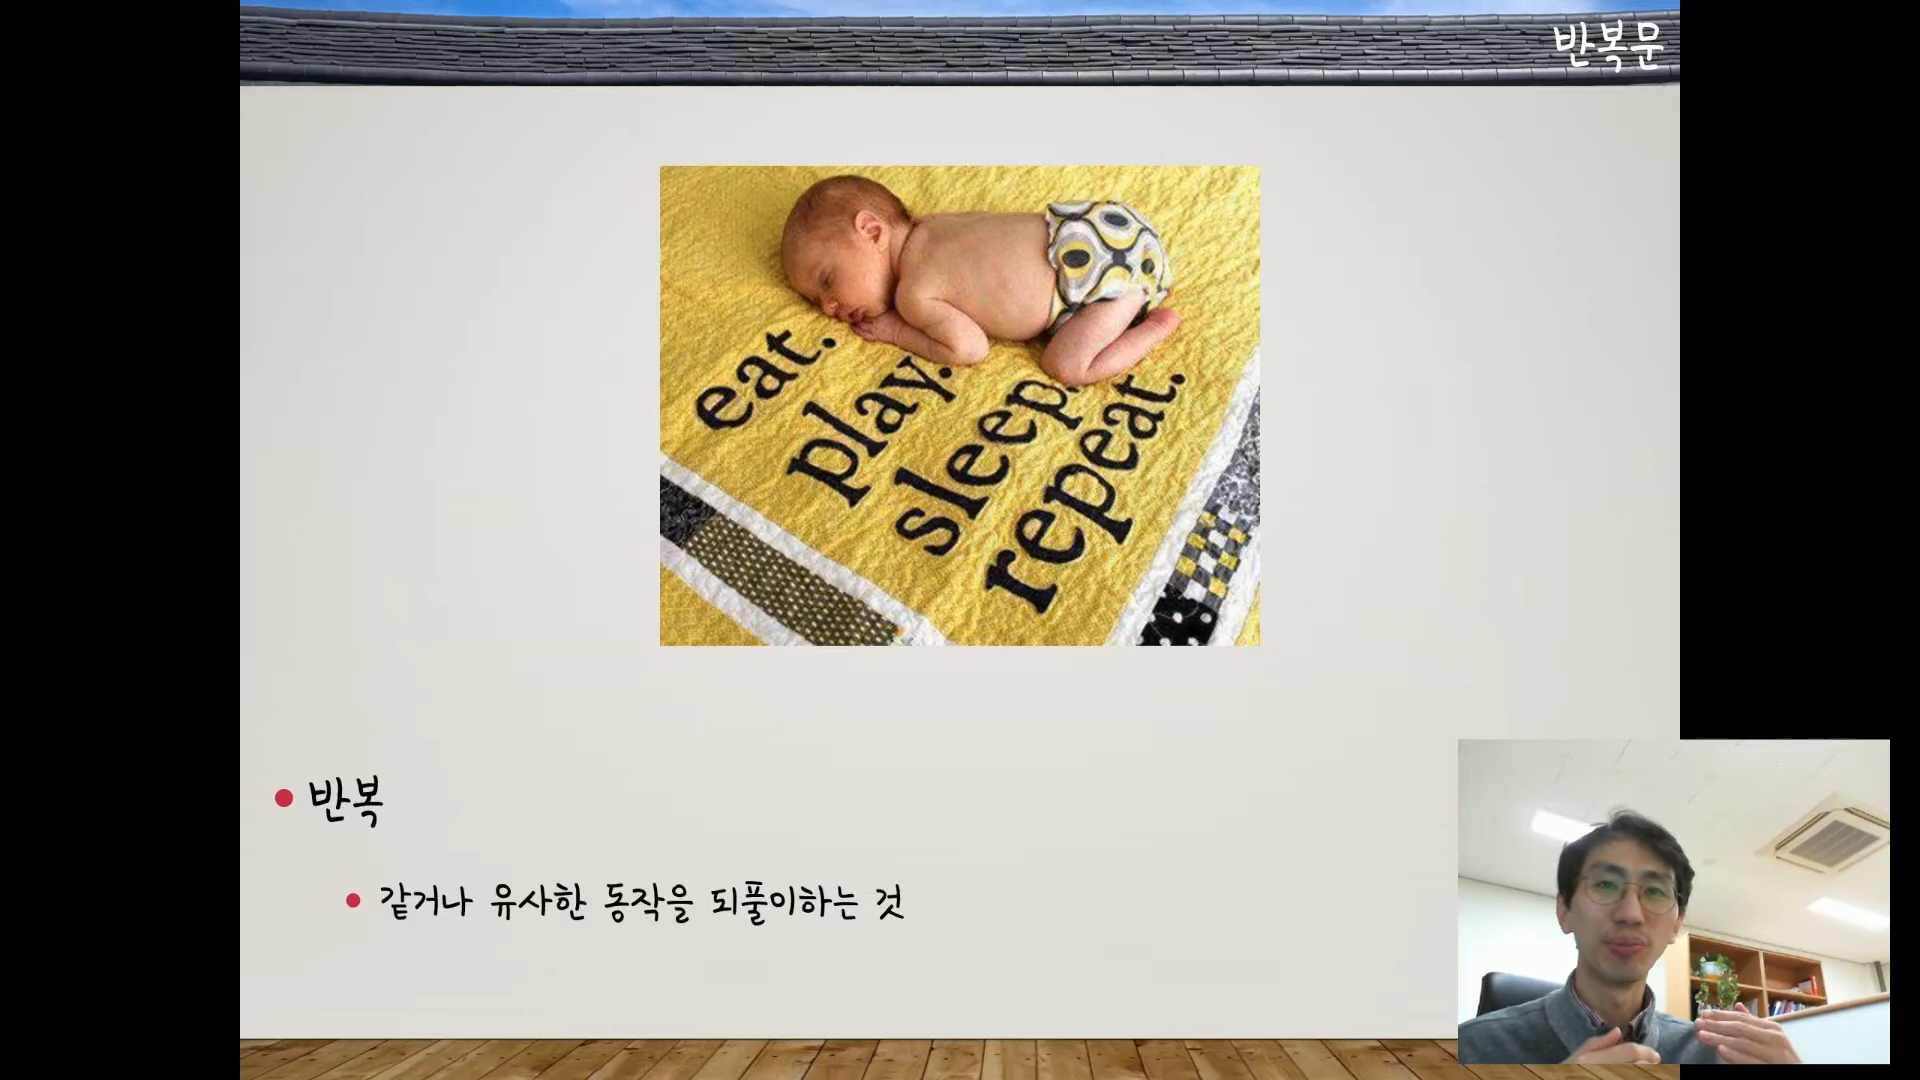 반복문
eat.
play.
sleep.
repeat.
반복
같거나 유사한 동작을 되풀이하는 것